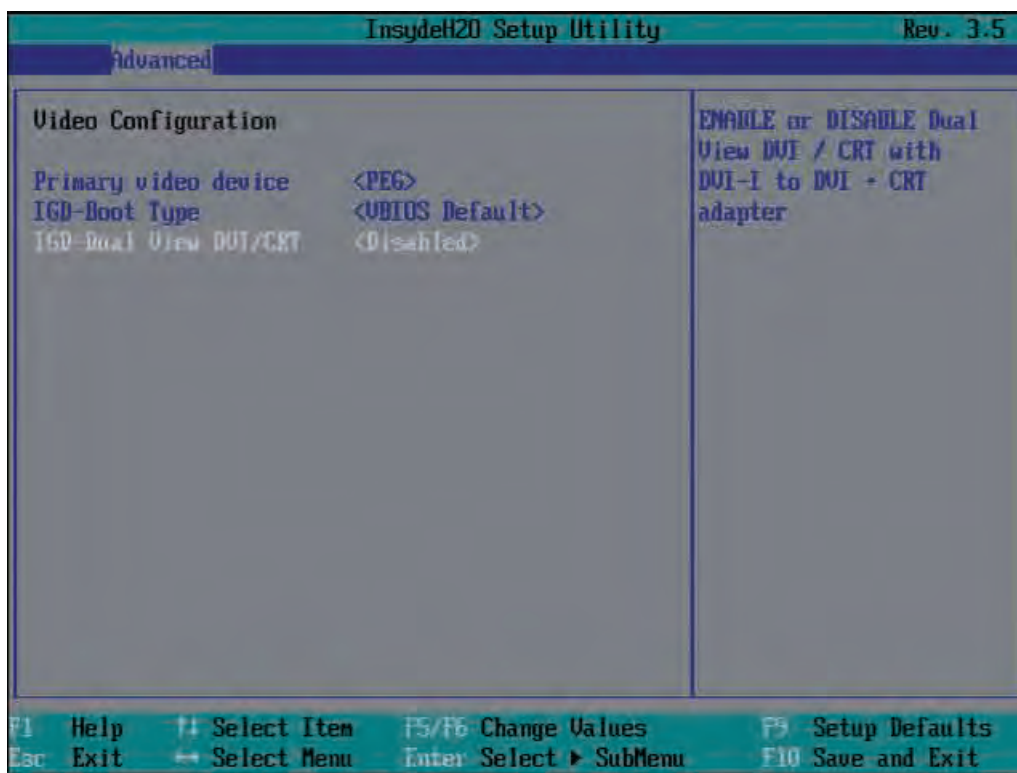 InsydeH2O Setup Utility Rev. 3.5
Advanced
Video Configuration
Primary video device <PEG>
IGD-Boot Type <VBIOS Default>
IGD-Dual View DVI/CRT <Disabled>
ENABLE or DISABLE Dual
View DVI / CRT with
DVI-I to DVI + CRT
adapter
F1 Help ↑↓ Select Item F5/F6 Change Values F9 Setup Defaults
Esc Exit ↔ Select Menu Enter Select ▶ SubMenu F10 Save and Exit